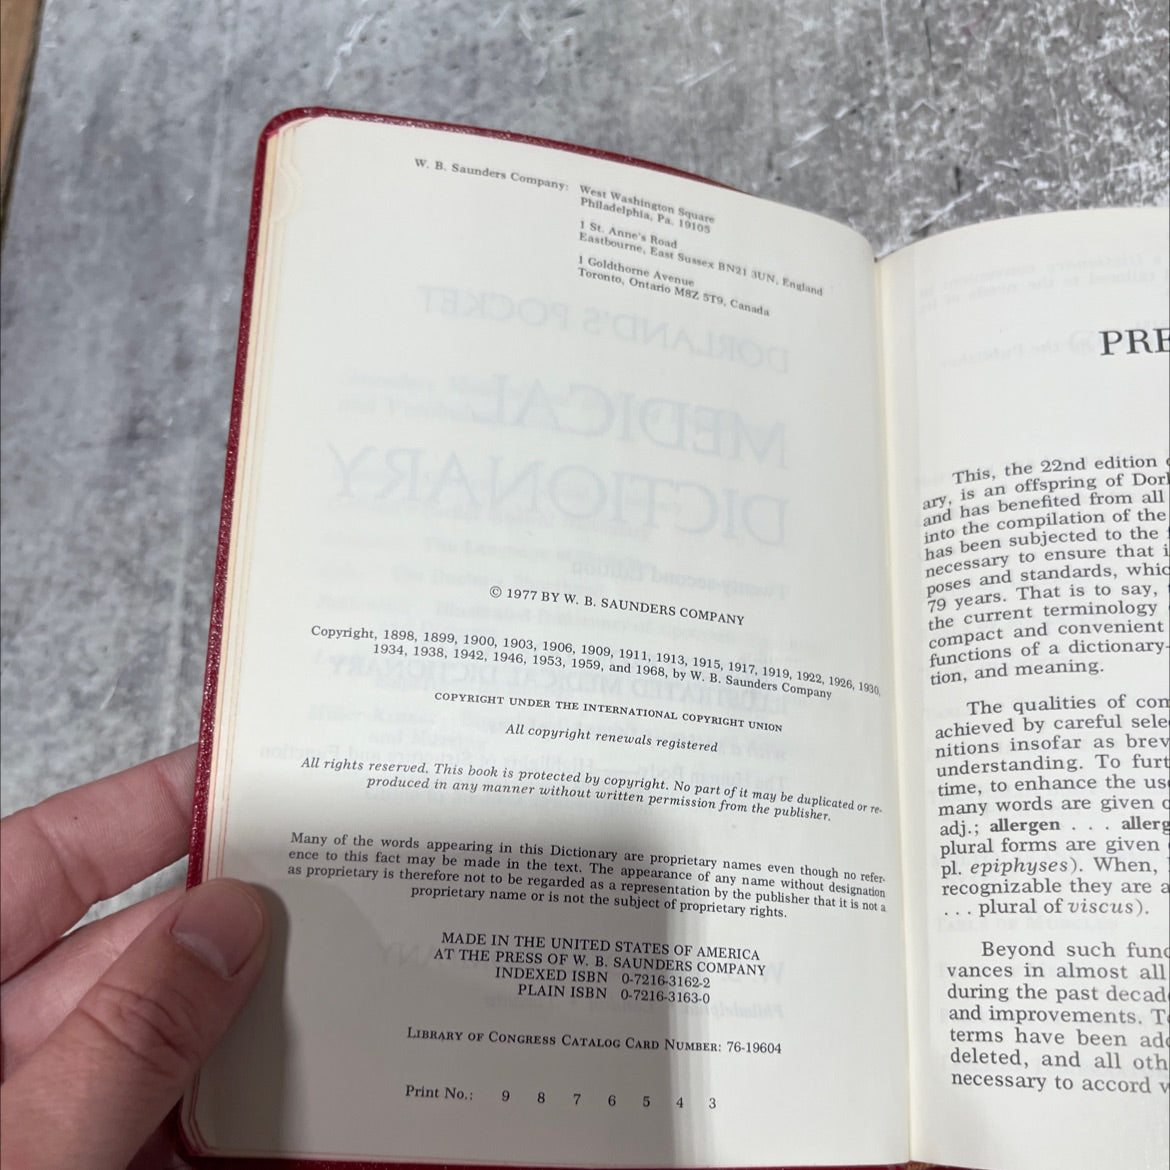 W. B. Saunders Company: West Washington Square
Philadelphia, Pa. 19105
1 St. Anne's Road
Eastbourne, East Sussex BN21 3UN, England
1 Goldthorne Avenue
Toronto, Ontario M8Z 5T9, Canada
DORLAND'S POCKET
MEDICAL
DICTIONARY
Twenty-second Edition
© 1977 BY W. B. SAUNDERS COMPANY
Copyright, 1898, 1899, 1900, 1903, 1906, 1909, 1911, 1913, 1915, 1917, 1919, 1922, 1926, 1930,
1934, 1938, 1942, 1946, 1953, 1959, and 1968, by W. B. Saunders Company
COPYRIGHT UNDER THE INTERNATIONAL COPYRIGHT UNION
All copyright renewals registered
All rights reserved. This book is protected by copyright. No part of it may be duplicated or re-
produced in any manner without written permission from the publisher.
Many of the words appearing in this Dictionary are proprietary names even though no refer-
ence to this fact may be made in the text. The appearance of any name without designation
as proprietary is therefore not to be regarded as a representation by the publisher that it is not a
proprietary name or is not the subject of proprietary rights.
MADE IN THE UNITED STATES OF AMERICA
AT THE PRESS OF W. B. SAUNDERS COMPANY
INDEXED ISBN 0-7216-3162-2
PLAIN ISBN 0-7216-3163-0
LIBRARY OF CONGRESS CATALOG CARD NUMBER: 76-19604
Print No.: 9 8 7 6 5 4 3
PRE
This, the 22nd edition
ary, is an offspring of Dorl
and has benefited from all
into the compilation of the
has been subjected to the
necessary to ensure that i
poses and standards, whic
79 years. That is to say,
the current terminology
compact and convenient
functions of a dictionary-
tion, and meaning.
The qualities of con
achieved by careful sele
nitions insofar as brev
understanding. To furt
time, to enhance the us
many words are given
adj.; allergen . . . allerg
plural forms are given
pl. epiphyses). When,
recognizable they are a
. . . plural of viscus).
Beyond such func
vances in almost all
during the past decad
and improvements. T
terms have been add
deleted, and all oth
necessary to accord